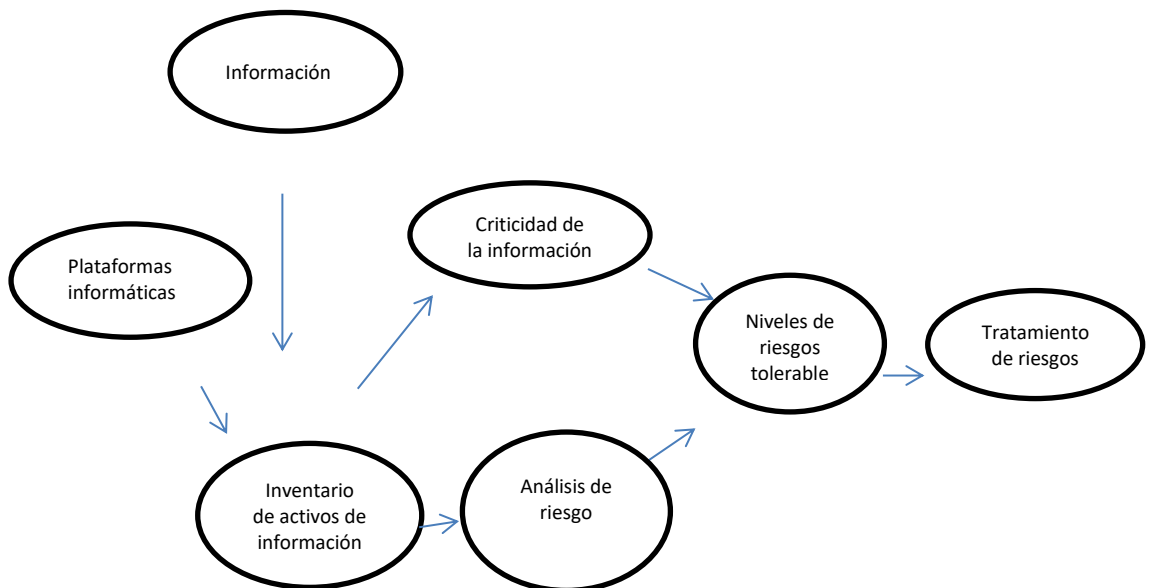 Información
Criticidad de
la información
Plataformas
informáticas
Niveles de
riesgos
tolerable
Tratamiento
de riesgos
Inventario
de activos de
información
Análisis de
riesgo